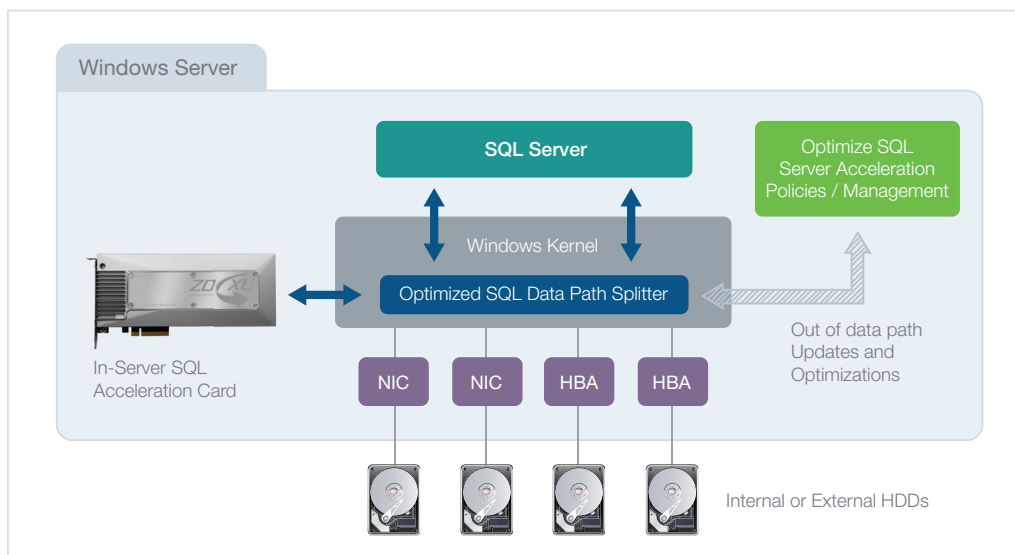 Windows Server
SQL Server
Optimize SQL
Server Acceleration
Policies / Management
Windows Kernel
Optimized SQL Data Path Splitter
ZD XL
In-Server SQL
Acceleration Card
Out of data path
Updates and
Optimizations
NIC
NIC
HBA
HBA
Internal or External HDDs